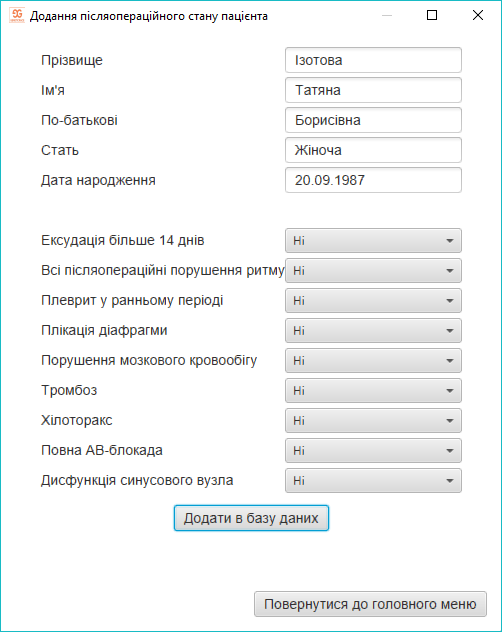 Додання післяопераційного стану пацієнта
Прізвище Ізотова
Ім'я Татяна
По-батькові Борисівна
Стать Жіноча
Дата народження 20.09.1987
Ексудація більше 14 днів Ні
Всі післяопераційні порушення ритму Ні
Плеврит у ранньому періоді Ні
Плікація діафрагми Ні
Порушення мозкового кровообігу Ні
Тромбоз Ні
Хілоторакс Ні
Повна АВ-блокада Ні
Дисфункція синусового вузла Ні
Додати в базу даних
Повернутися до головного меню